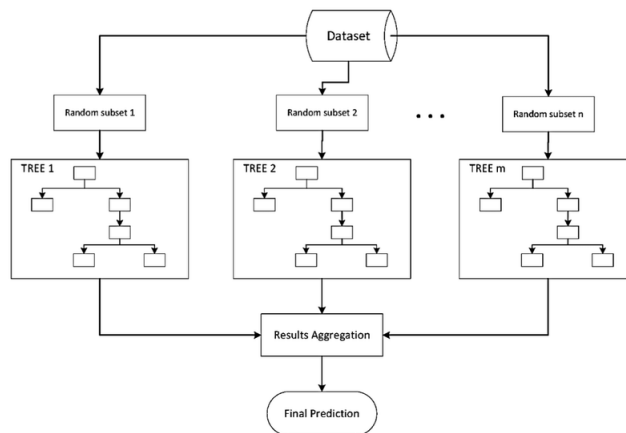 Dataset
Random subset 1
Random subset 2
. . .
Random subset n
TREE 1
TREE 2
TREE m
Results Aggregation
Final Prediction